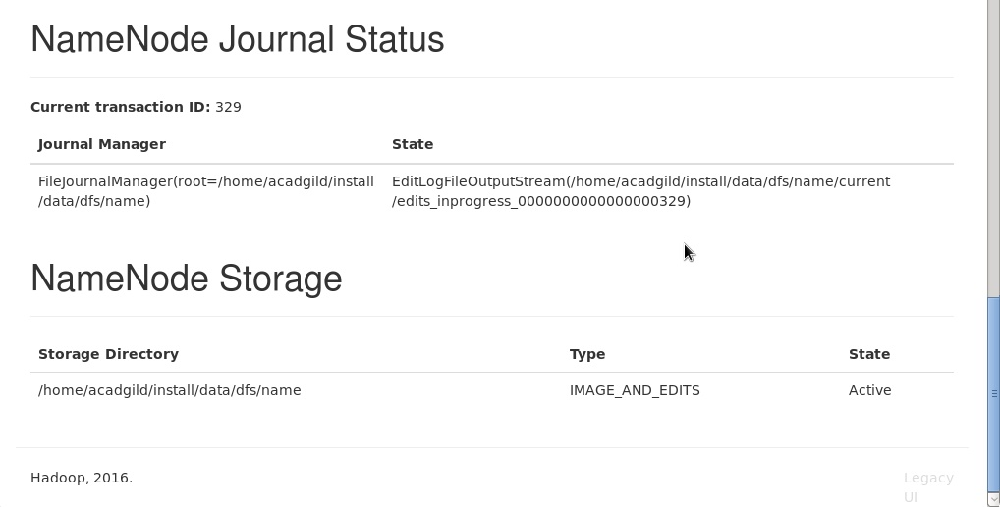 NameNode Journal Status
Current transaction ID: 329
Journal Manager State
FileJournalManager(root=/home/acadgild/install EditLogFileOutputStream(/home/acadgild/install/data/dfs/name/current
/data/dfs/name) /edits_inprogress_0000000000000000329)
NameNode Storage
Storage Directory Type State
/home/acadgild/install/data/dfs/name IMAGE_AND_EDITS Active
Hadoop, 2016. Legacy
UI